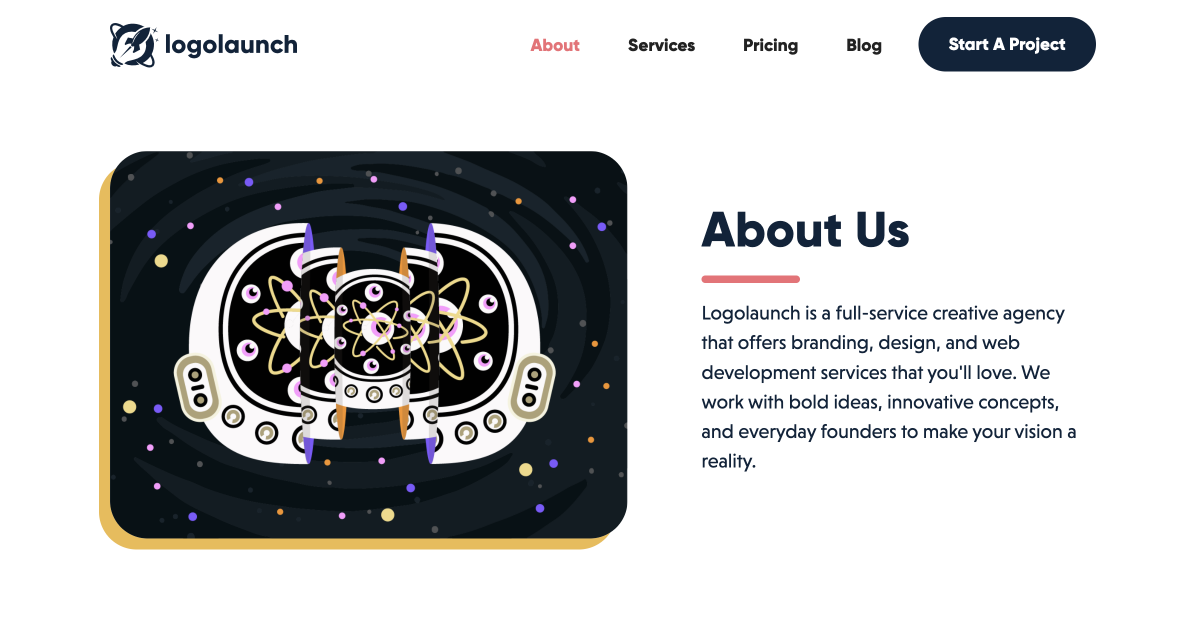 logolaunch
About
Services
Pricing
Blog
Start A Project
About Us
Logolaunch is a full-service creative agency
that offers branding, design, and web
development services that you'll love. We
work with bold ideas, innovative concepts,
and everyday founders to make your vision a
reality.